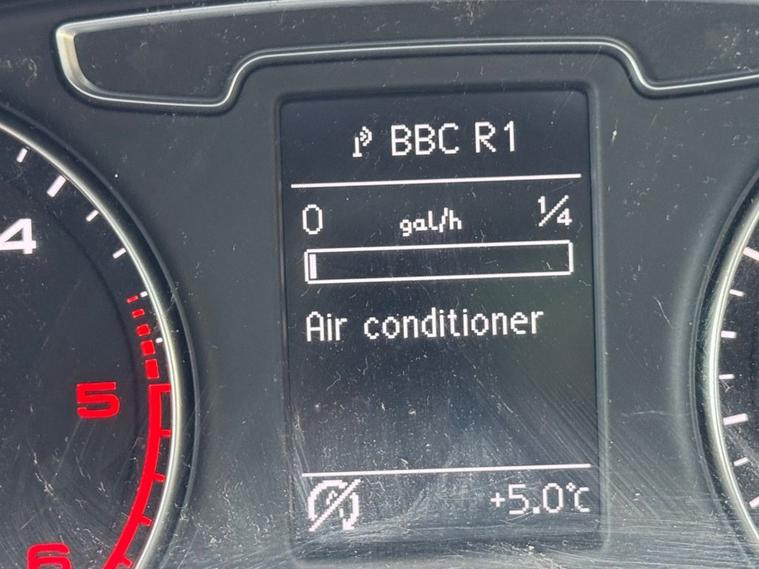 BBC R1
0 gal/h 1/4
4
Air conditioner
5
A
+5.0°C
6